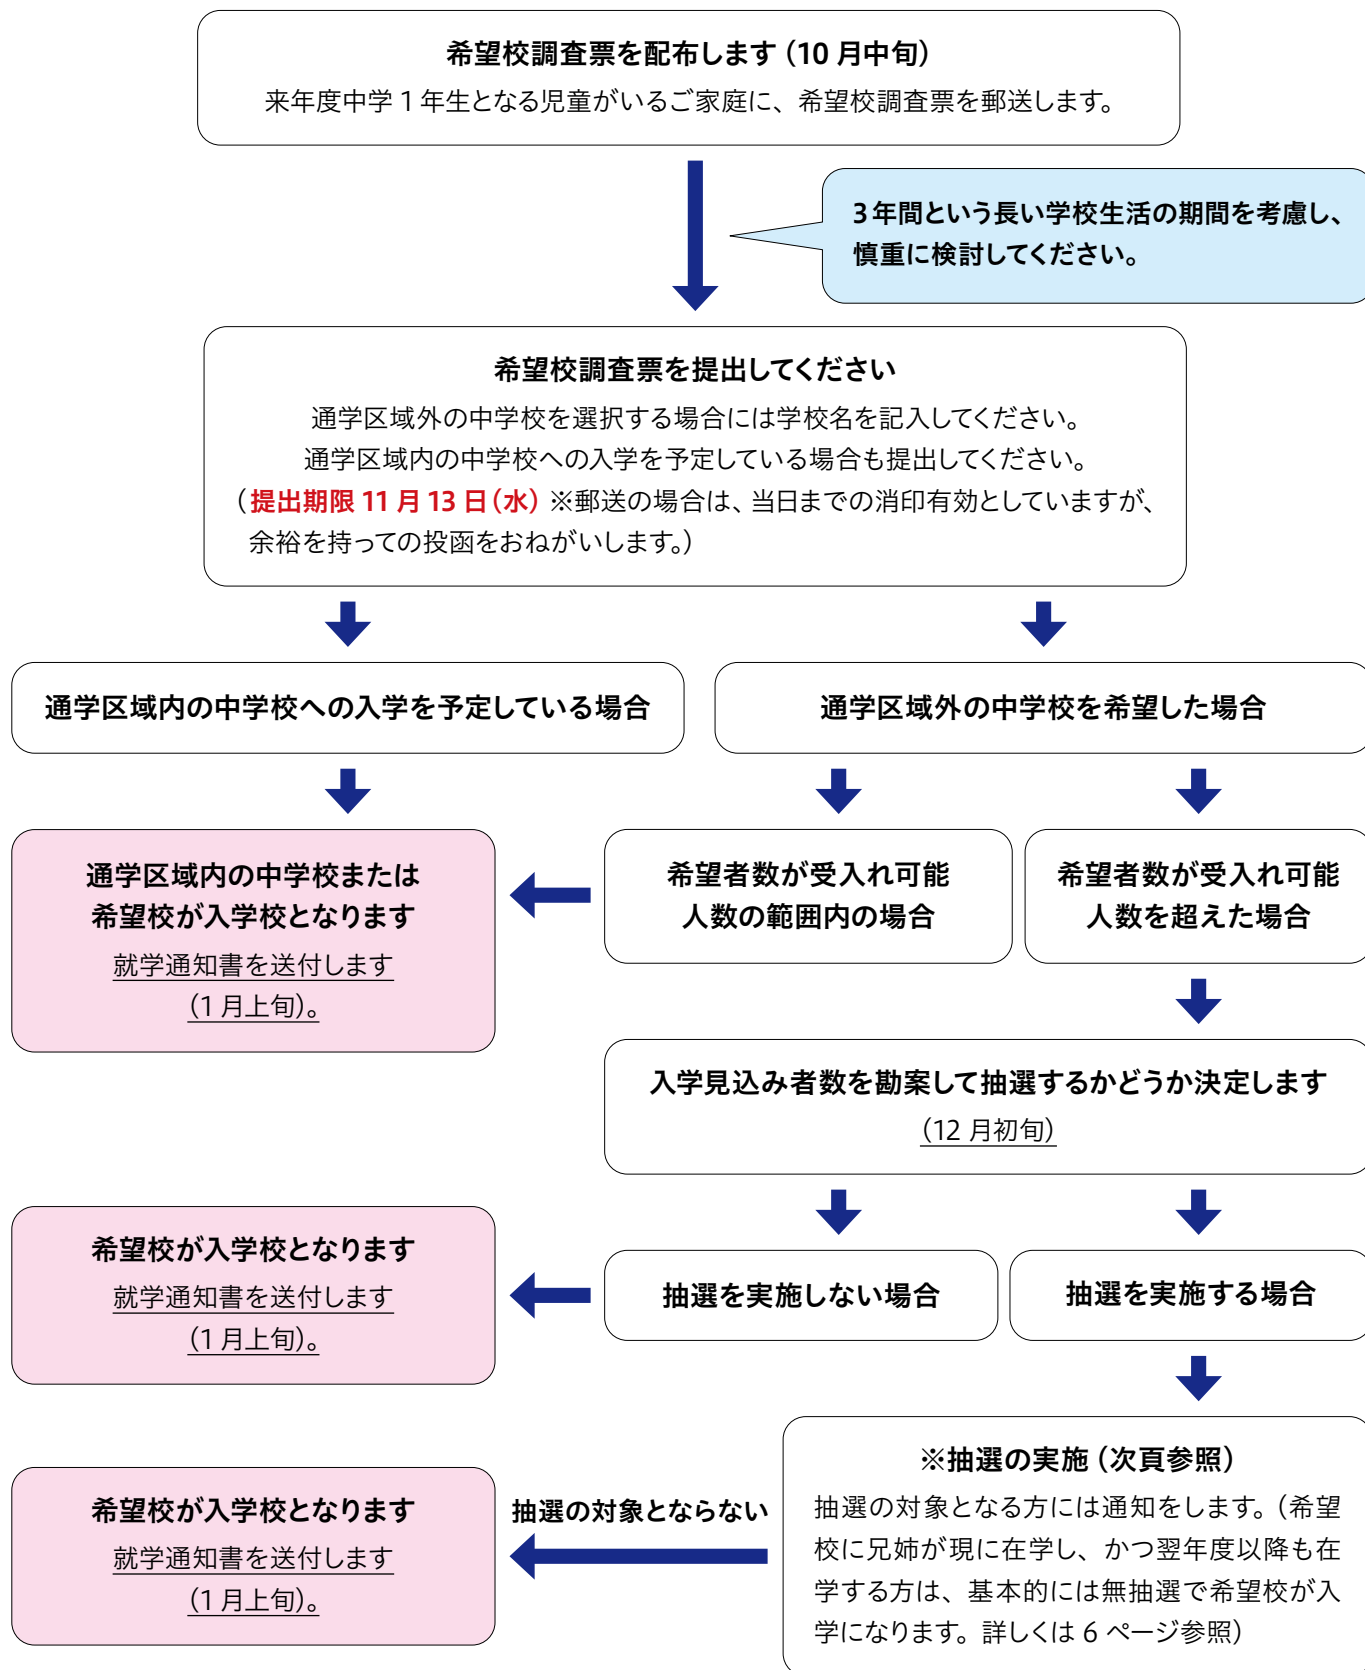 希望校調査票を配布します（10 月中旬）
来年度中学 1 年生となる児童がいるご家庭に、希望校調査票を郵送します。
3年間という長い学校生活の期間を考慮し、
慎重に検討してください。
希望校調査票を提出してください
通学区域外の中学校を選択する場合には学校名を記入してください。
通学区域内の中学校への入学を予定している場合も提出してください。
（提出期限 11 月 13 日（水） ※郵送の場合は、当日までの消印有効としていますが、
余裕を持っての投函をおねがいします。）
通学区域内の中学校への入学を予定している場合
通学区域外の中学校を希望した場合
通学区域内の中学校または
希望校が入学校となります
就学通知書を送付します
（1 月上旬）。
希望者数が受入れ可能
人数の範囲内の場合
希望者数が受入れ可能
人数を超えた場合
入学見込み者数を勘案して抽選するかどうか決定します
（12 月初旬）
希望校が入学校となります
就学通知書を送付します
（1 月上旬）。
抽選を実施しない場合
抽選を実施する場合
希望校が入学校となります
就学通知書を送付します
（1 月上旬）。
抽選の対象とならない
※抽選の実施（次頁参照）
抽選の対象となる方には通知をします。（希望
校に兄姉が現に在学し、かつ翌年度以降も在
学する方は、基本的には無抽選で希望校が入
学になります。詳しくは 6 ページ参照）